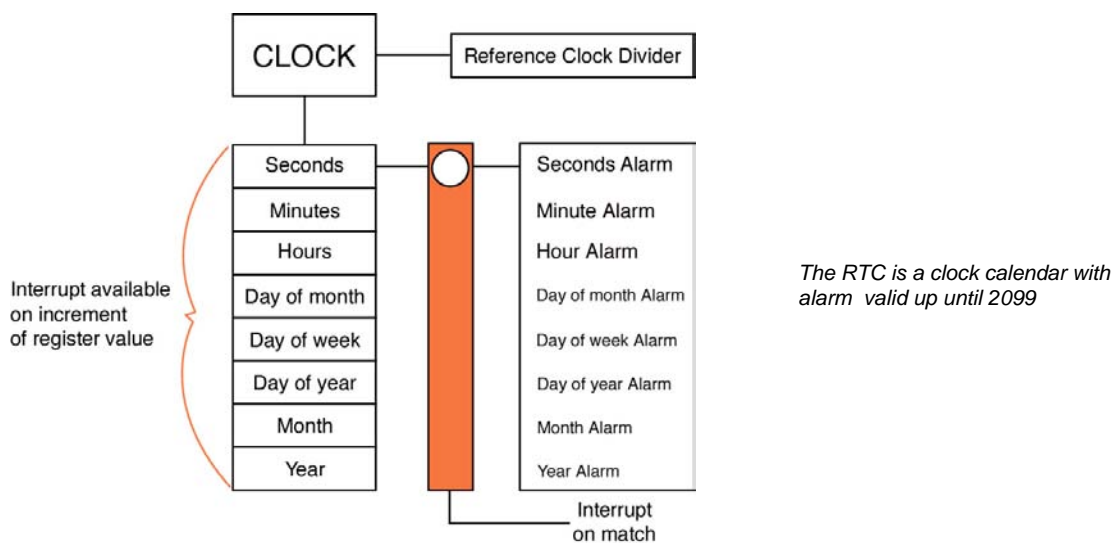 CLOCK
Reference Clock Divider
Seconds
Minutes
Hours
Day of month
Day of week
Day of year
Month
Year
Seconds Alarm
Minute Alarm
Hour Alarm
Day of month Alarm
Day of week Alarm
Day of year Alarm
Month Alarm
Year Alarm
Interrupt available
on increment
of register value
Interrupt
on match
The RTC is a clock calendar with
alarm valid up until 2099